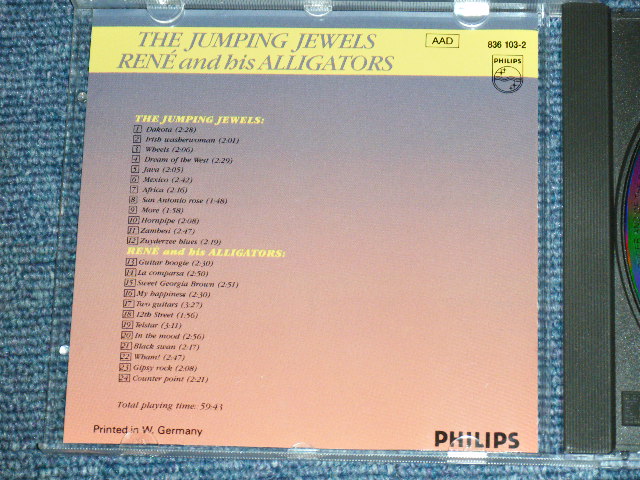 THE JUMPING JEWELS
RENÉ and his ALLIGATORS
AAD
836 103-2
PHILIPS
THE JUMPING JEWELS:
1 Dakota (2:28)
2 Irish washerwoman (2:01)
3 Wheels (2:06)
4 Dream of the West (2:29)
5 Java (2:05)
6 Mexico (2:42)
7 Africa (2:16)
8 San Antonio rose (1:48)
9 More (1:58)
10 Hornpipe (2:08)
11 Zambesi (2:47)
12 Zuyderzee blues (2:19)
RENÉ and his ALLIGATORS:
13 Guitar boogie (2:30)
14 La comparsa (2:50)
15 Sweet Georgia Brown (2:51)
16 My happiness (2:30)
17 Two guitars (3:27)
18 12th Street (1:56)
19 Telstar (3:11)
20 In the mood (2:56)
21 Black swan (2:17)
22 Wham! (2:47)
23 Gipsy rock (2:08)
24 Counter point (2:21)
Total playing time: 59:43
Printed in W. Germany
PHILIPS